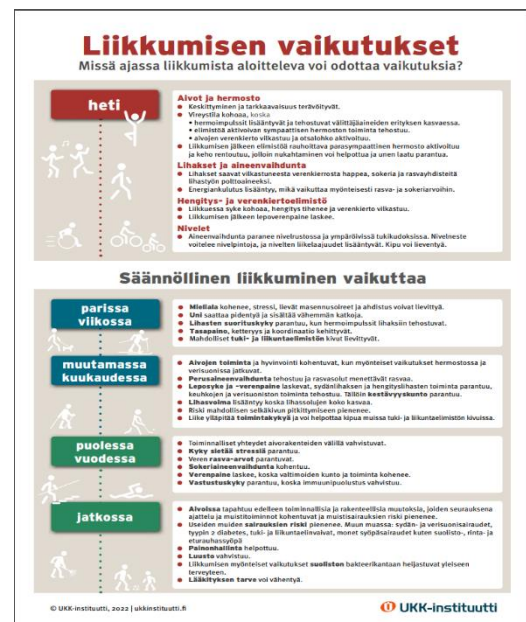 Liikkumisen vaikutukset
Missä ajassa liikkumista aloitteleva voi odottaa vaikutuksia?
heti
Aivot ja hermosto
• Keskittyminen ja tarkkaavaisuus terävöityvät.
• Vireystila kohoaa, koska
• hermoimpulssit lisääntyvät ja tehostuvat välittäjäaineiden erityksen kasvaessa.
• elimistöä aktivoivan sympaattisen hermoston toiminta tehostuu.
• aivojen verenkierto vilkastuu ja otsalohko aktivoituu.
• Liikkumisen jälkeen elimistöä rauhoittava parasympaattinen hermosto aktivoituu
ja keho rentoutuu, jolloin nukahtaminen voi helpottua ja unen laatu parantua.
Lihakset ja aineenvaihdunta
• Lihakset saavat vilkastuneesta verenkierrosta happea, sokeria ja rasvayhdisteitä
lihastyön polttoaineeksi.
• Energiankulutus lisääntyy, mikä vaikuttaa myönteisesti rasva- ja sokeriarvoihin.
Hengitys- ja verenkiertoelimistö
• Liikkuessa syke kohoaa, hengitys tihenee ja verenkierto vilkastuu.
• Liikkumisen jälkeen lepoverenpaine laskee.
Nivelet
• Aineenvaihdunta paranee nivelrustossa ja ympäröivissä tukikudoksissa. Nivelneste
voitelee nivelpintoja, ja nivelten liikelaajuudet lisääntyvät. Kipu voi lieventyä.
Säännöllinen liikkuminen vaikuttaa
parissa
viikossa
• Mieliala kohenee, stressi, lievät masennusoireet ja ahdistus voivat lievittyä.
• Uni saattaa pidentyä ja sisältää vähemmän katkoja.
• Lihasten suorituskyky parantuu, kun hermoimpulssit lihaksiin tehostuvat.
• Tasapaino, ketteryys ja koordinaatio kehittyvät.
• Mahdolliset tuki- ja liikuntaelimistön kivut lievittyvät.
muutamassa
kuukaudessa
• Aivojen toiminta ja hyvinvointi kohentuvat, kun myönteiset vaikutukset hermostossa ja
verisuonissa jatkuvat.
• Perusaineenvaihdunta tehostuu ja rasvasolut menettävät rasvaa.
• Leposyke ja -verenpaine laskevat, sydänlihaksen ja hengityslihasten toiminta parantuu,
keuhkojen ja verisuoniston toiminta tehostuu. Tällöin kestävyyskunto parantuu.
• Lihasvoima lisääntyy koska lihassolujen koko kasvaa.
• Riski mahdollisen selkäkivun pitkittymiseen pienenee.
• Liike ylläpitää toimintakykyä ja voi helpottaa kipua muissa tuki- ja liikuntaelimistön kivuissa.
puolessa
vuodessa
• Toiminnalliset yhteydet aivorakenteiden välillä vahvistuvat.
• Kyky sietää stressiä parantuu.
• Veren rasva-arvot parantuvat.
• Sokeriaineenvaihdunta kohentuu.
• Verenpaine laskee, koska valtimoiden kunto ja toiminta kohenee.
• Vastustuskyky parantuu, koska immuunipuolustus vahvistuu.
jatkossa
• Aivoissa tapahtuu edelleen toiminnallisia ja rakenteellisia muutoksia, joiden seurauksena
ajattelu ja muistitoiminnot kohentuvat ja muistisairauksien riski pienenee.
• Useiden muiden sairauksien riski pienenee. Muun muassa: sydän- ja verisuonisairaudet,
tyypin 2 diabetes, tuki- ja liikuntaelinvaivat, monet syöpäsairaudet kuten suolisto-, rinta- ja
eturauhassyöpä
• Painonhallinta helpottuu.
• Luusto vahvistuu.
• Liikkumisen myönteiset vaikutukset suoliston bakteerikantaan heijastuvat yleiseen
terveyteen.
• Lääkityksen tarve voi vähentyä.
© UKK-instituutti, 2022 | ukkinstituutti.fi
UKK-instituutti